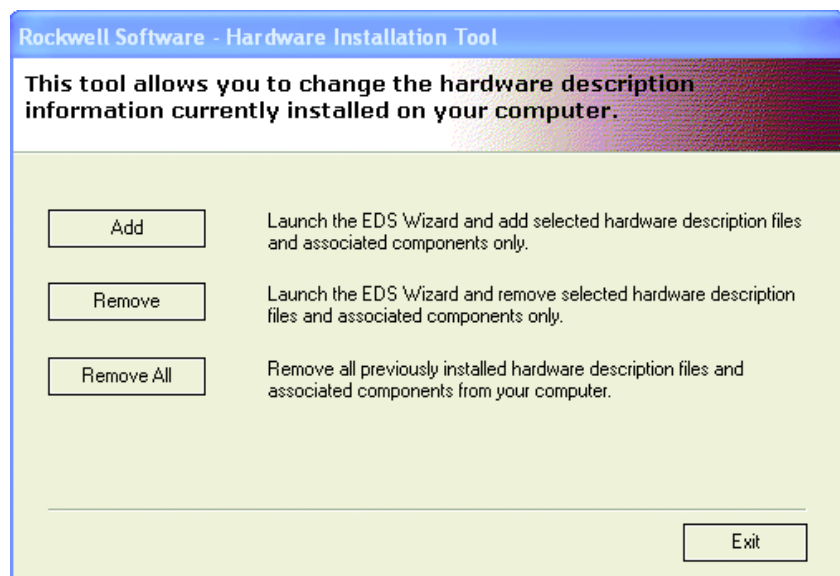 Rockwell Software - Hardware Installation Tool
This tool allows you to change the hardware description
information currently installed on your computer.
Add
Launch the EDS Wizard and add selected hardware description files
and associated components only.
Remove
Launch the EDS Wizard and remove selected hardware description
files and associated components only.
Remove All
Remove all previously installed hardware description files and
associated components from your computer.
Exit